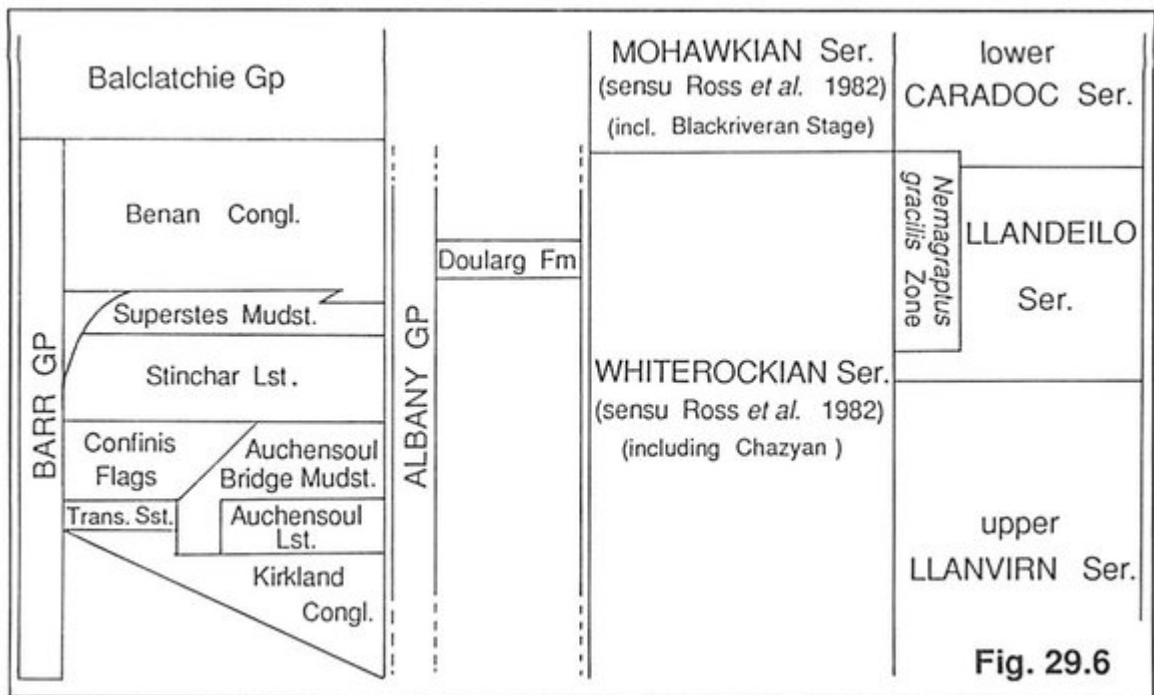 Balclatchie Gp
BARR GP
Benan Congl.
Superstes Mudst.
Stinchar Lst.
Confinis
Flags
Auchensoul
Bridge Mudst.
Trans. Sst.
Auchensoul
Lst.
Kirkland
Congl.
ALBANY GP
Doularg Fm
MOHAWKIAN Ser.
(sensu Ross et al. 1982)
(incl. Blackriveran Stage)
WHITEROCKIAN Ser.
(sensu Ross et al. 1982)
(including Chazyan )
lower
CARADOC Ser.
Nemagraptus
gracilis Zone
LLANDEILO
Ser.
upper
LLANVIRN Ser.
Fig. 29.6